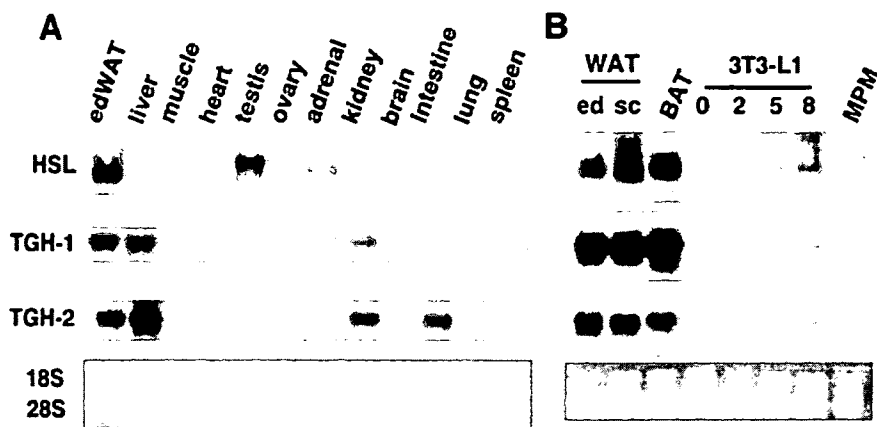 A
edWAT liver muscle heart testis ovary adrenal kidney brain Intestine lung spleen
HSL
TGH-1
TGH-2
18S
28S
B
WAT 3T3-L1
ed sc BAT 0 2 5 8 MPM